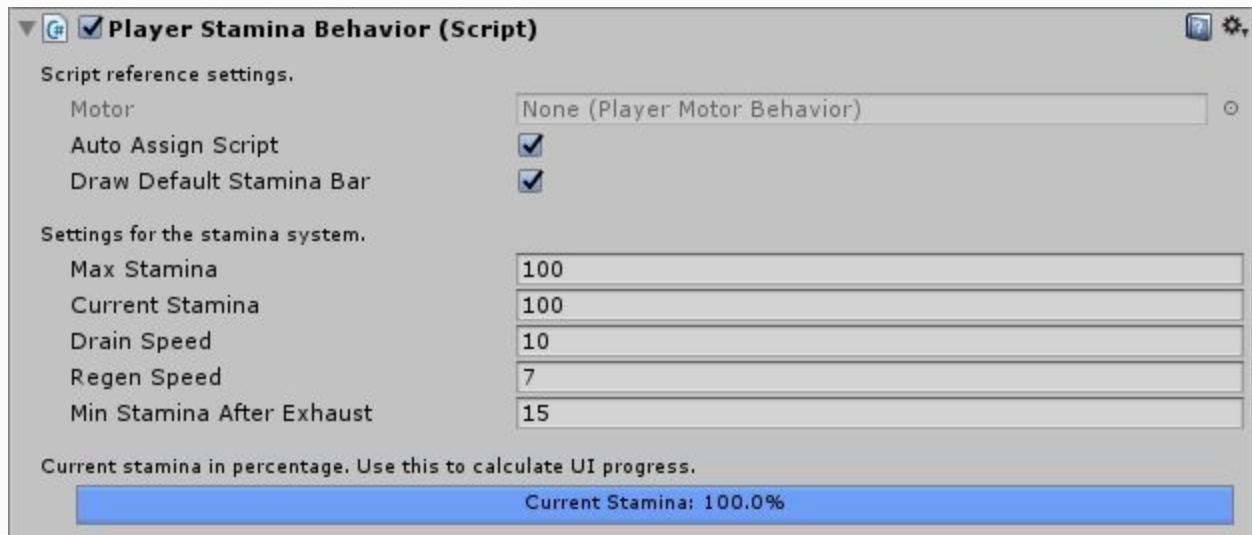 Player Stamina Behavior (Script)
Script reference settings.
Motor None (Player Motor Behavior)
Auto Assign Script
Draw Default Stamina Bar
Settings for the stamina system.
Max Stamina 100
Current Stamina 100
Drain Speed 10
Regen Speed 7
Min Stamina After Exhaust 15
Current stamina in percentage. Use this to calculate UI progress.
Current Stamina: 100.0%